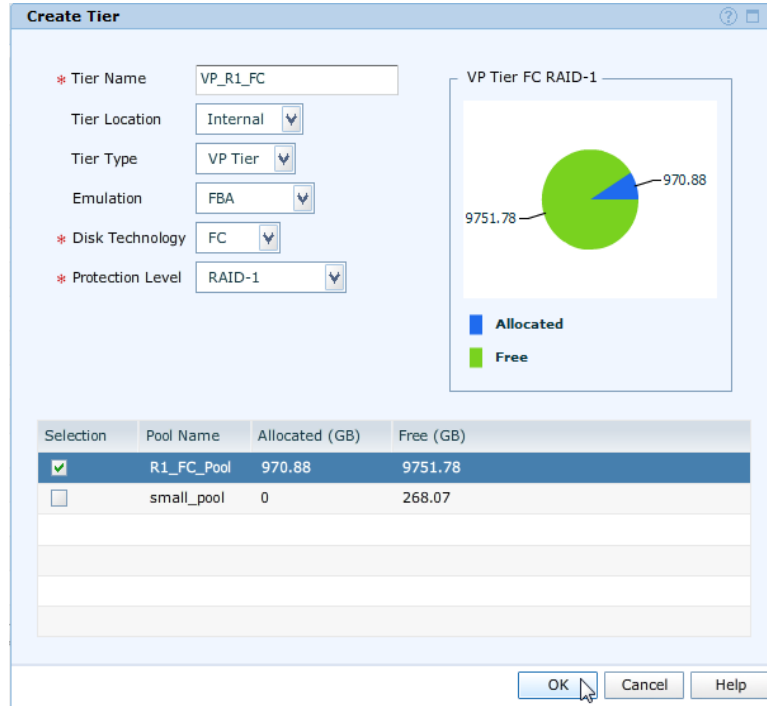 Create Tier
* Tier Name VP_R1_FC
Tier Location Internal
Tier Type VP Tier
Emulation FBA
* Disk Technology FC
* Protection Level RAID-1
VP Tier FC RAID-1
970.88
9751.78
Allocated
Free
Selection Pool Name Allocated (GB) Free (GB)
R1_FC_Pool 970.88 9751.78
small_pool 0 268.07
OK Cancel Help